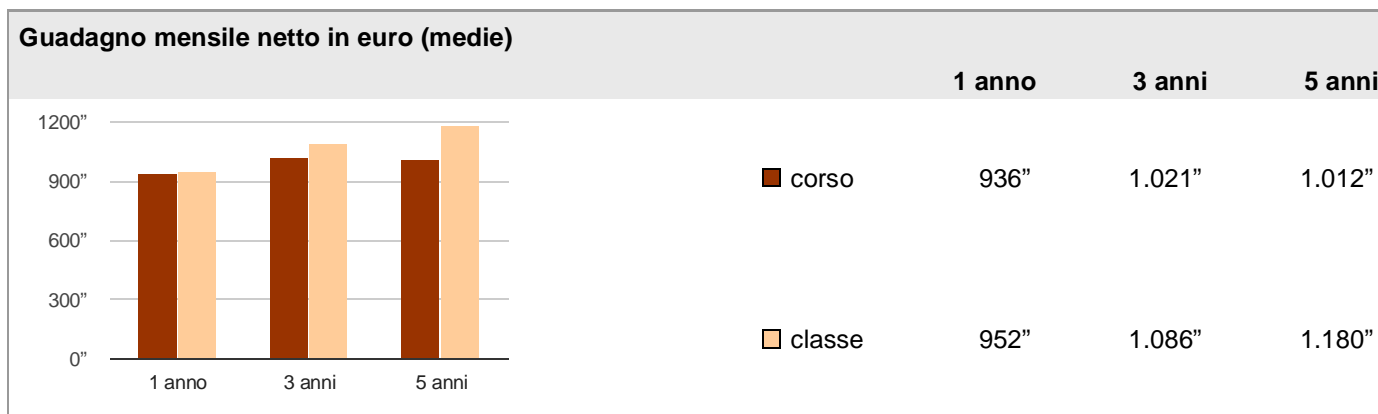 Guadagno mensile netto in euro (medie)
1 anno 3 anni 5 anni
1200”
900”
600”
300”
0”
1 anno 3 anni 5 anni
corso 936” 1.021” 1.012”
classe 952” 1.086” 1.180”